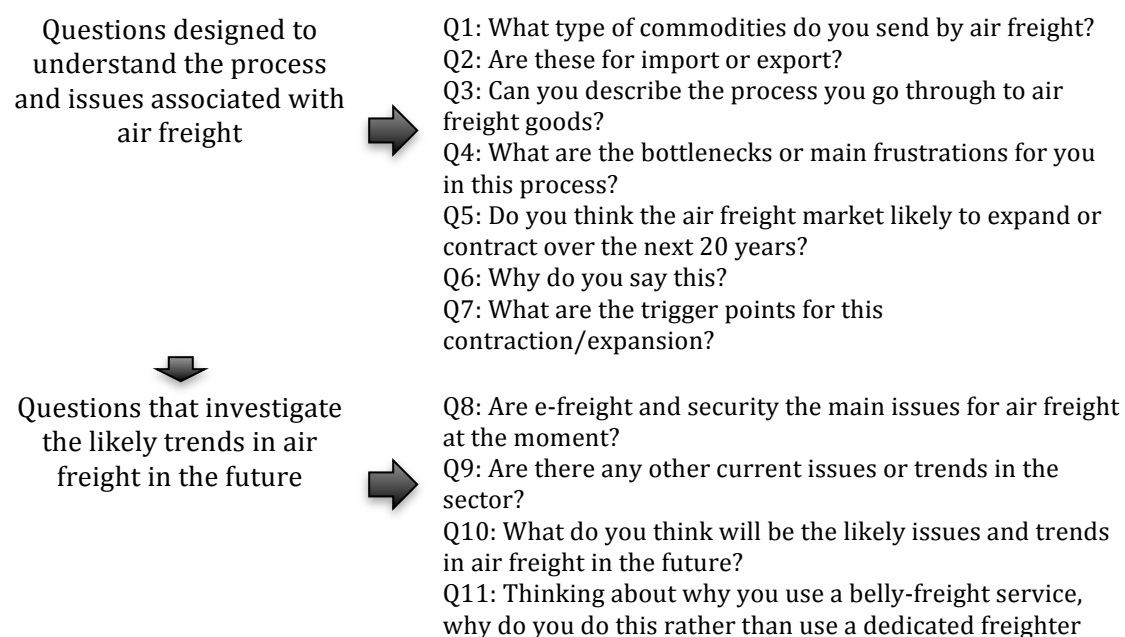 Questions designed to
understand the process
and issues associated with
air freight
Q1: What type of commodities do you send by air freight?
Q2: Are these for import or export?
Q3: Can you describe the process you go through to air
freight goods?
Q4: What are the bottlenecks or main frustrations for you
in this process?
Q5: Do you think the air freight market likely to expand or
contract over the next 20 years?
Q6: Why do you say this?
Q7: What are the trigger points for this
contraction/expansion?
Questions that investigate
the likely trends in air
freight in the future
Q8: Are e-freight and security the main issues for air freight
at the moment?
Q9: Are there any other current issues or trends in the
sector?
Q10: What do you think will be the likely issues and trends
in air freight in the future?
Q11: Thinking about why you use a belly-freight service,
why do you do this rather than use a dedicated freighter